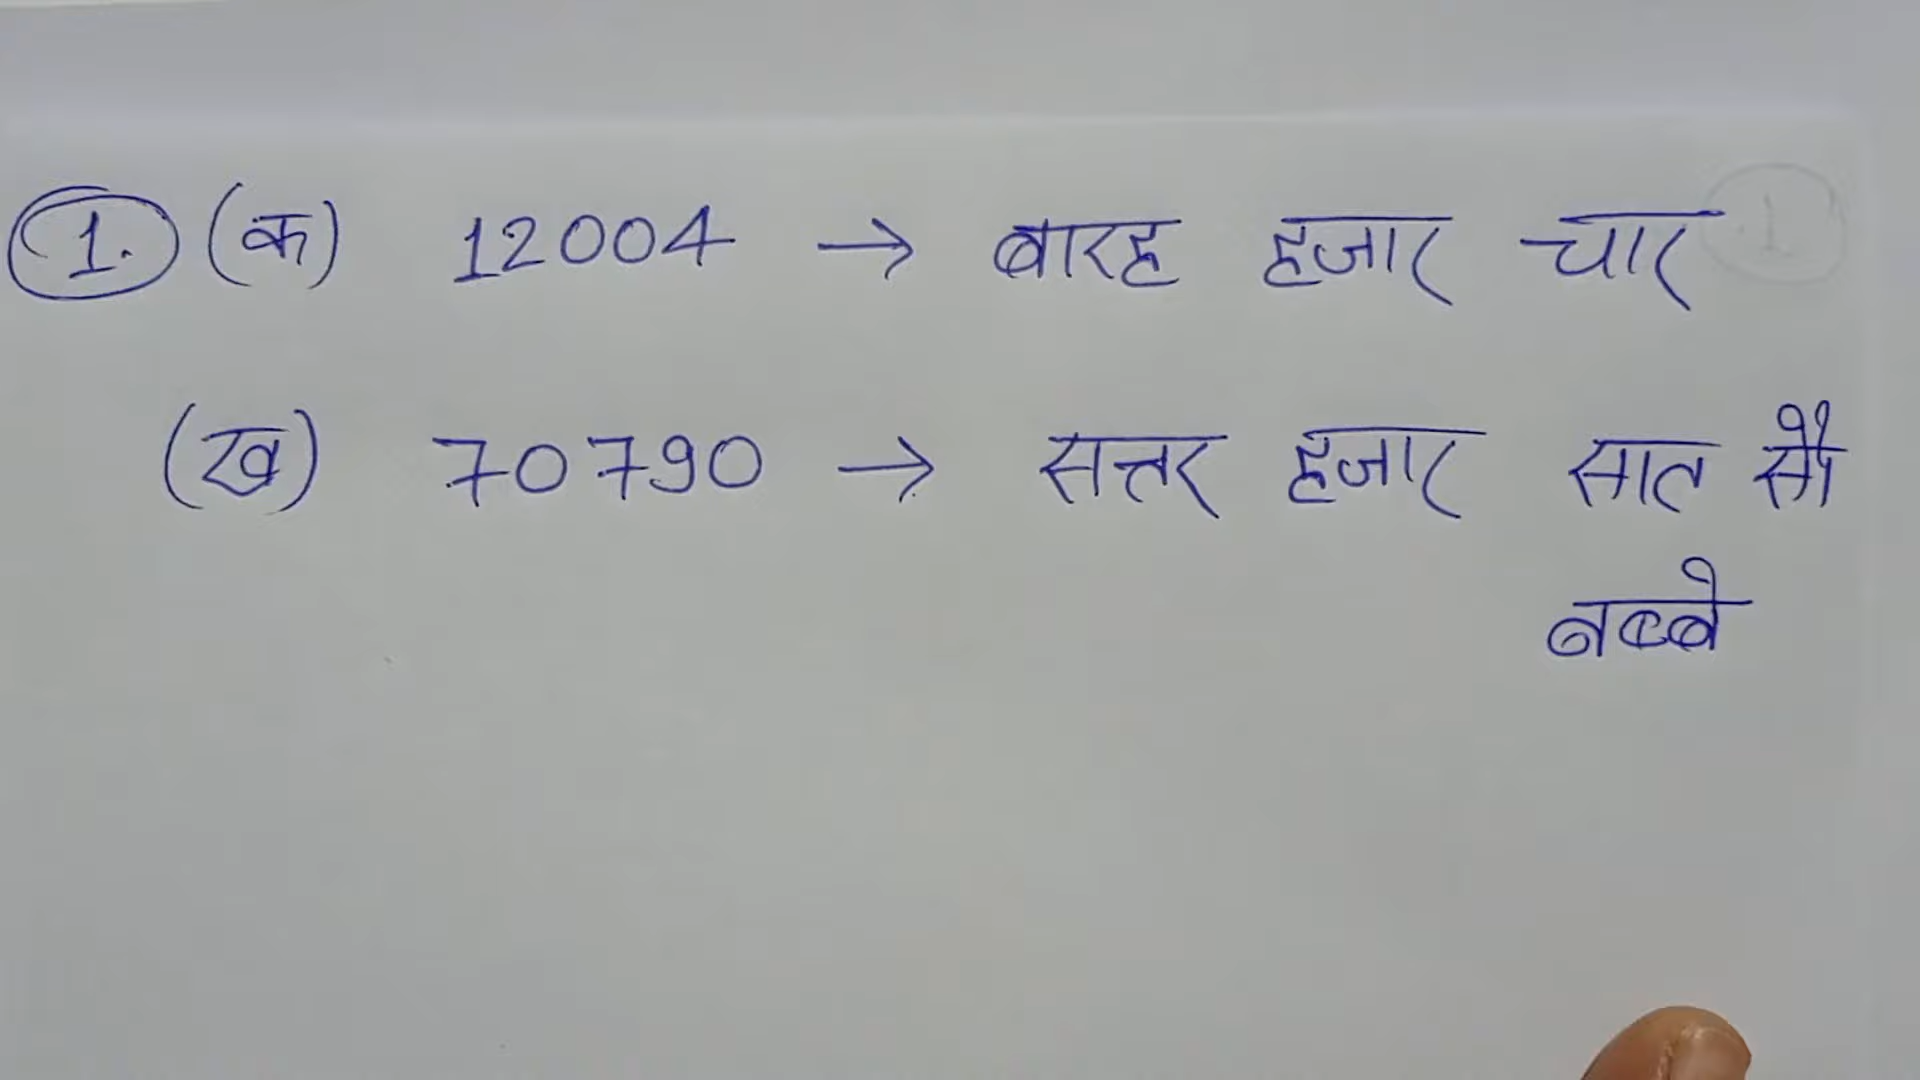 1. (क) 12004 → बारह हजार चार
(ख) 70790 → सत्तर हजार सात सौ
नब्बे